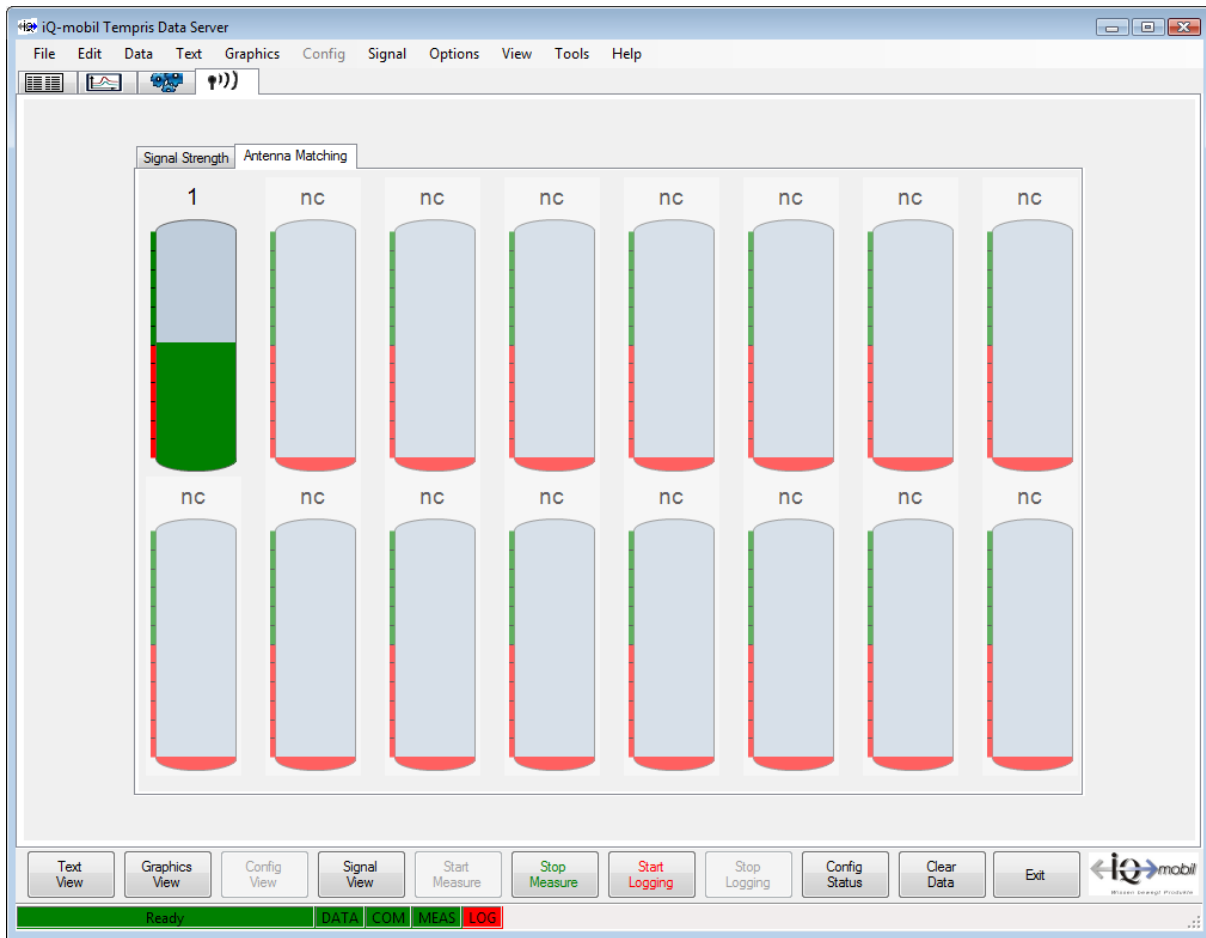 iQ-mobil Tempris Data Server
File Edit Data Text Graphics Config Signal Options View Tools Help
Signal Strength Antenna Matching
1 nc nc nc nc nc nc nc
nc nc nc nc nc nc nc nc
Text View Graphics View Config View Signal View Start Measure Stop Measure Start Logging Stop Logging Config Status Clear Data Exit iQ mobil
Wissen bewegt Produkte
Ready DATA COM MEAS LOG